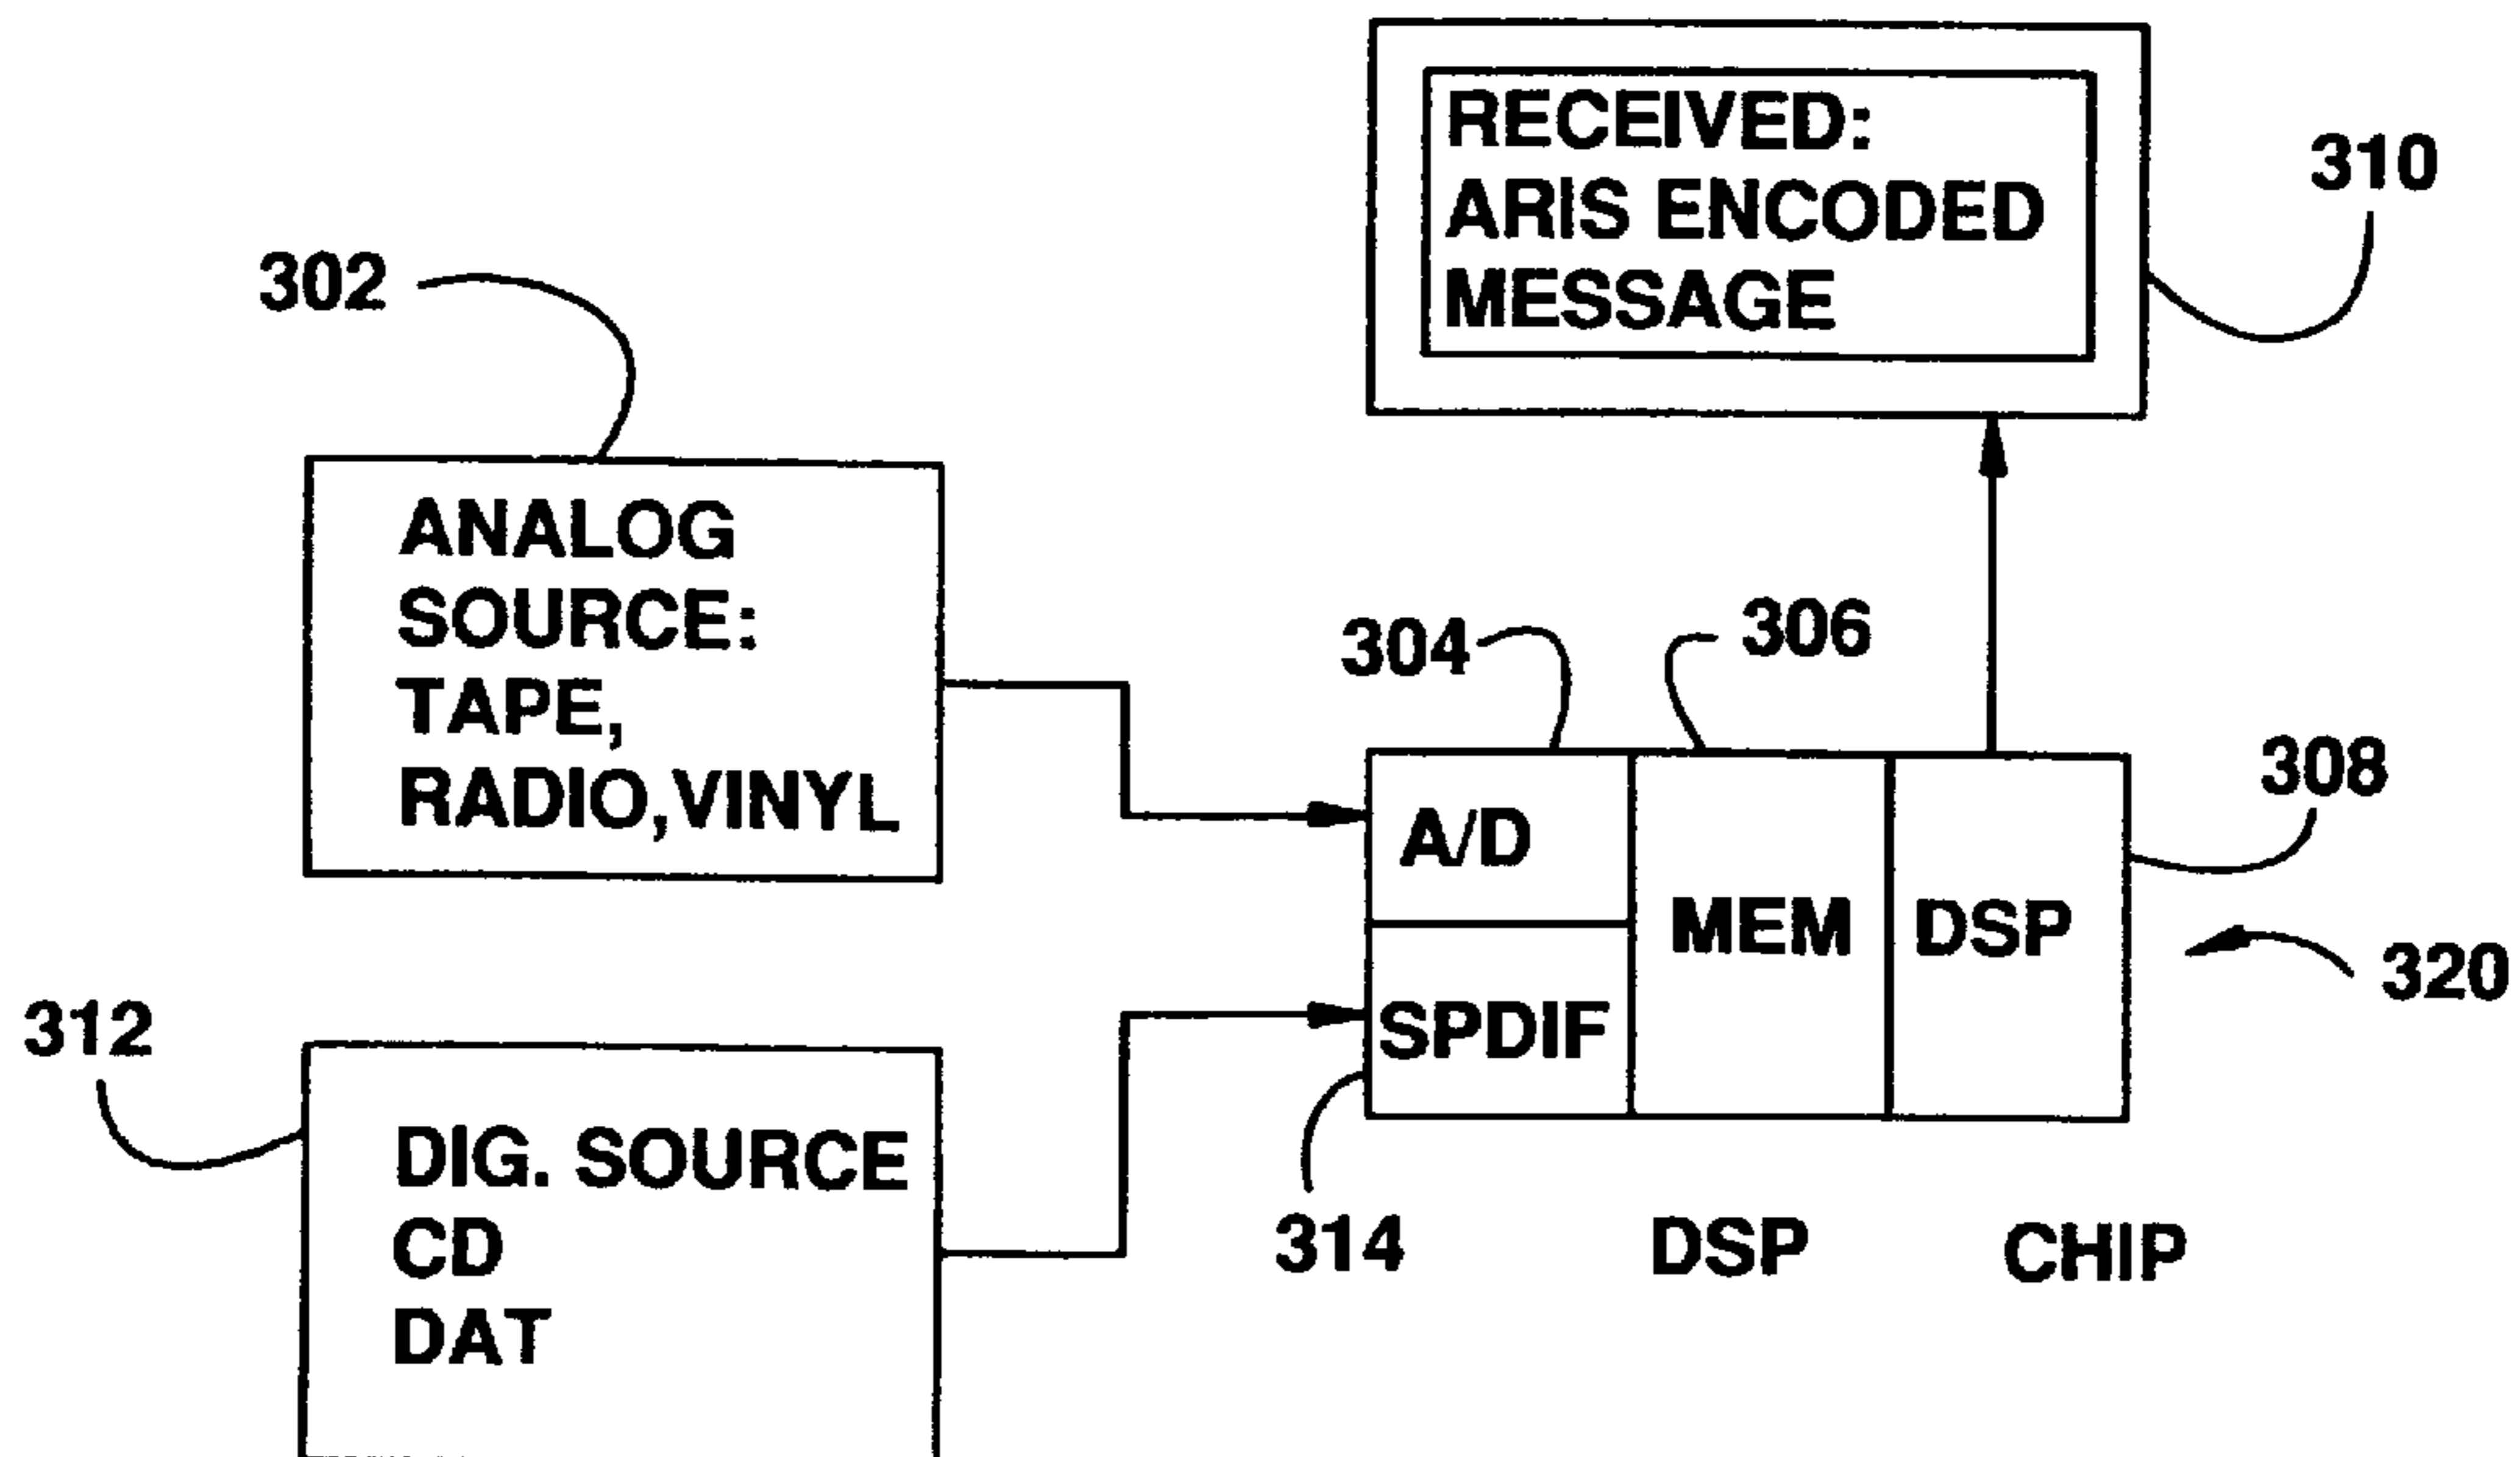 RECEIVED:
ARIS ENCODED
MESSAGE
310
302
ANALOG
SOURCE:
TAPE,
RADIO,VINYL
304
306
308
A/D
MEM
DSP
320
SPDIF
312
314
DSP CHIP
DIG. SOURCE
CD
DAT